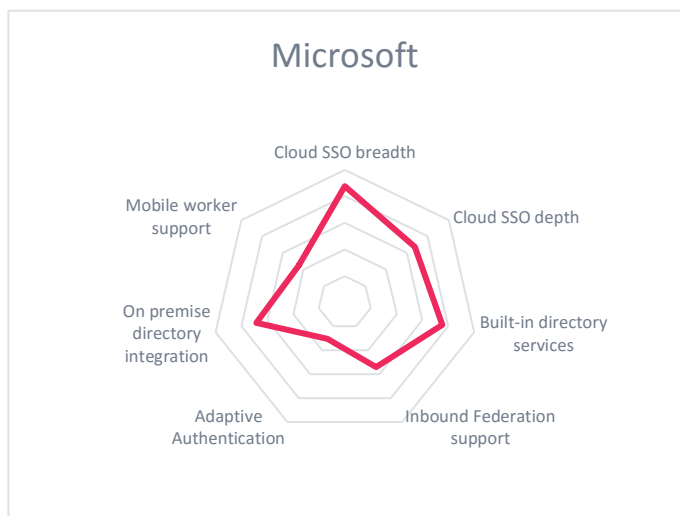 Microsoft
Cloud SSO breadth
Mobile worker
support
Cloud SSO depth
On premise
directory
integration
Built-in directory
services
Adaptive
Authentication
Inbound Federation
support